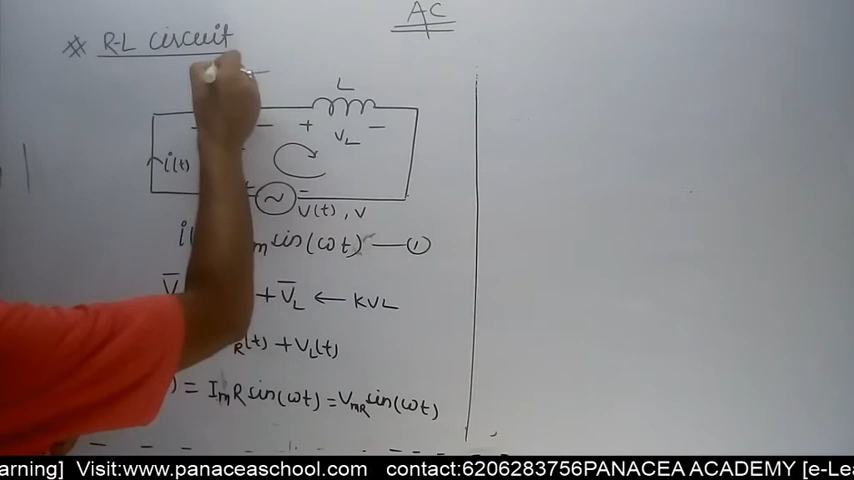 AC
* R-L circuit
L
+ V_L −
i(t)
~ V(t), V
i m sin(ωt) — ①
V̅ + V̅_L ← KVL
R(t) + V_L(t)
) = I_m R sin(ωt) = V_mR sin(ωt)
arning] Visit:www.panaceaschool.com contact:6206283756PANACEA ACADEMY [e-Lea